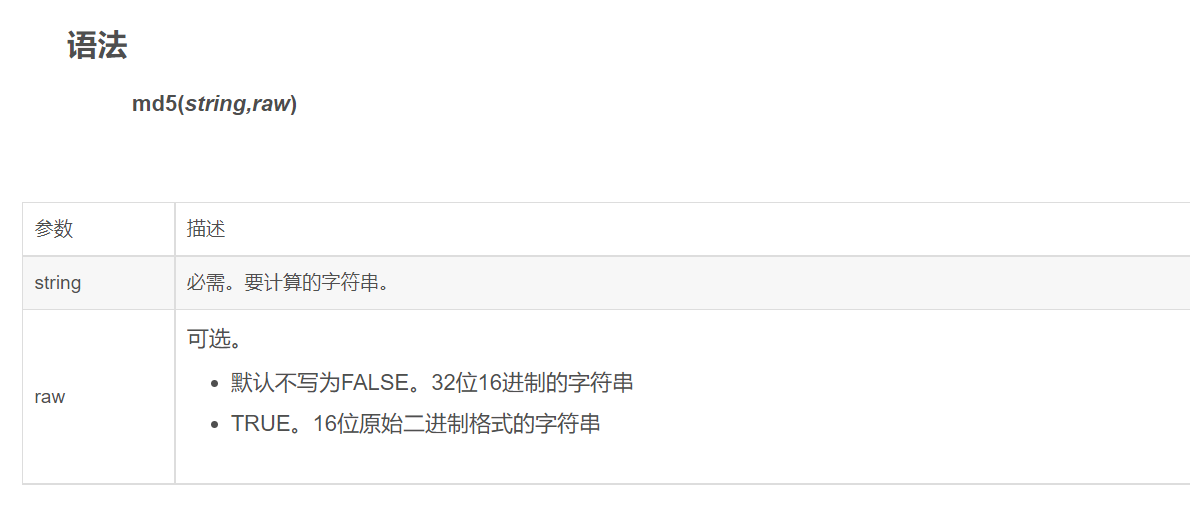 语法
md5(string,raw)
参数 描述
string 必需。要计算的字符串。
可选。
默认不写为FALSE。32位16进制的字符串
raw
TRUE。16位原始二进制格式的字符串